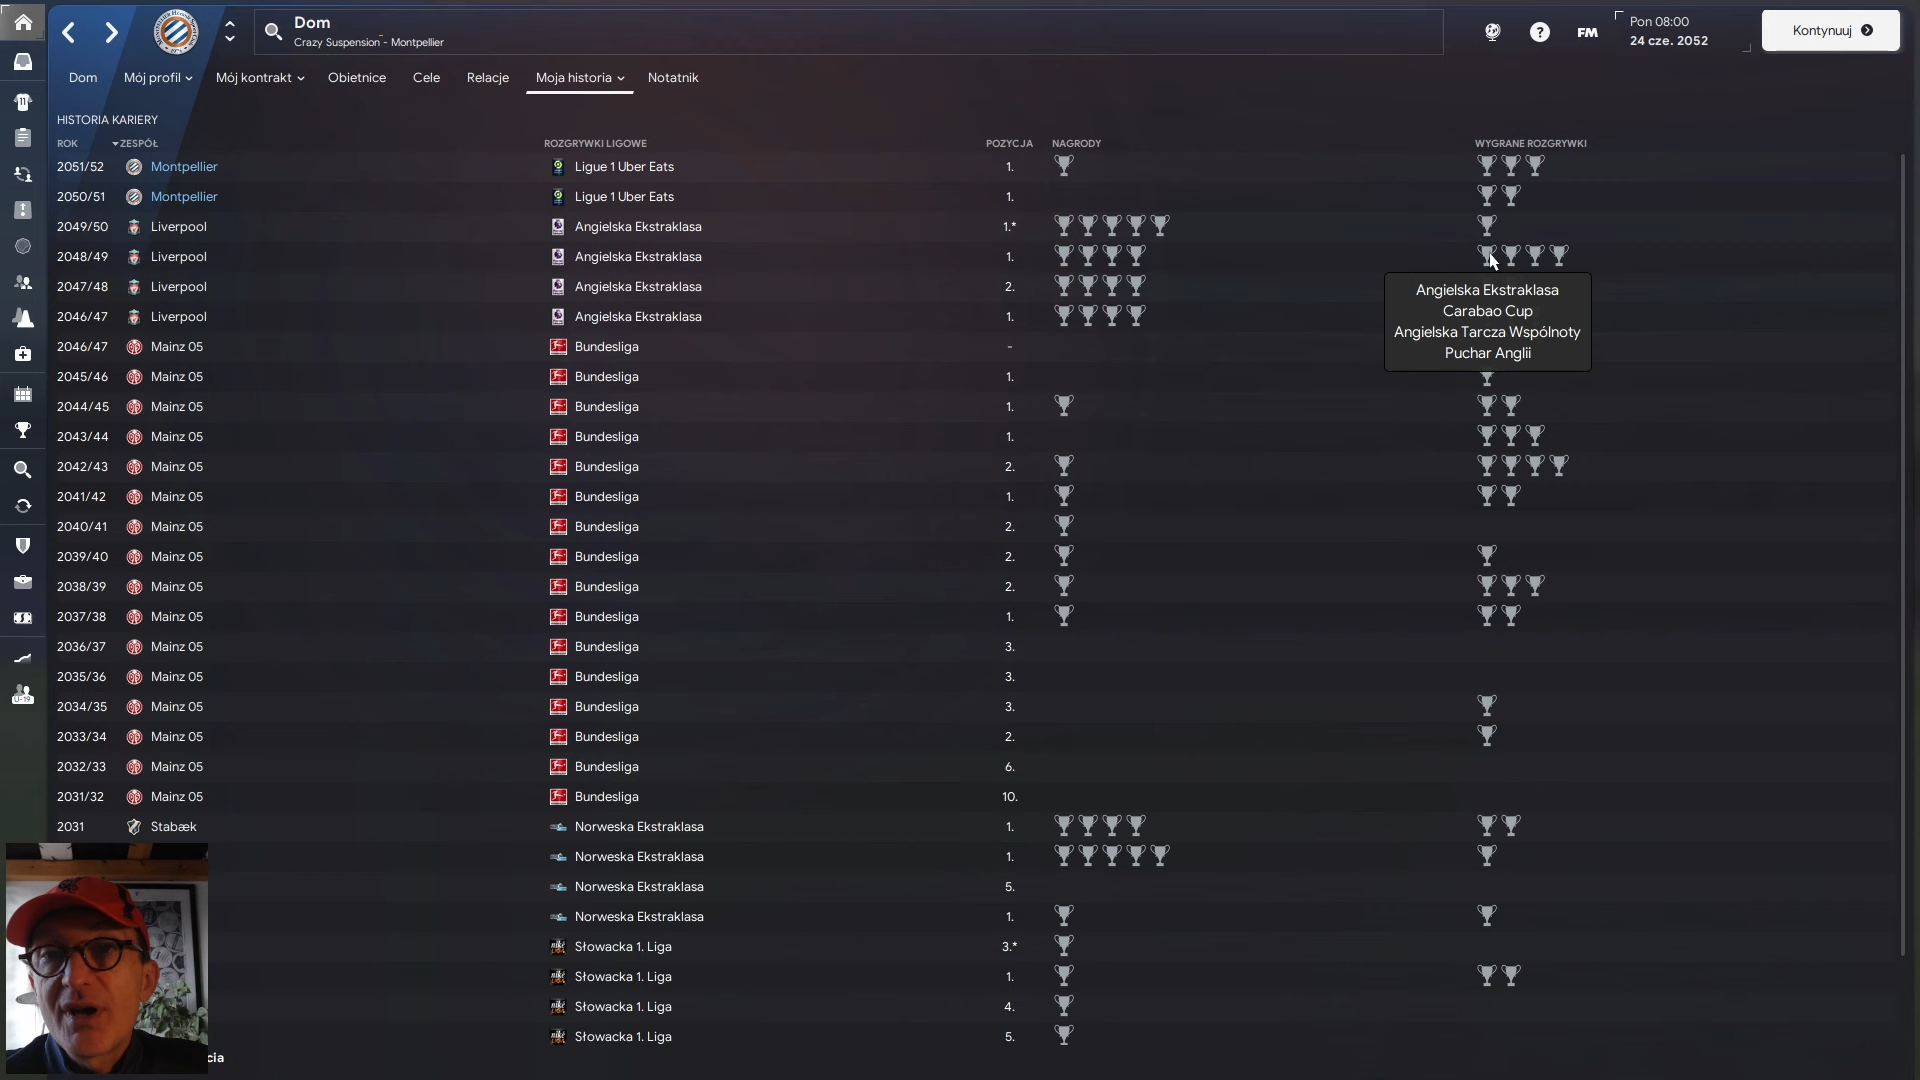 Dom
Crazy Suspension - Montpellier
FM
Pon 08:00
24 cze. 2052
Kontynuuj
Dom Mój profil Mój kontrakt Obietnice Cele Relacje Moja historia Notatnik
HISTORIA KARIERY
ROK ZESPÓŁ ROZGRYWKI LIGOWE POZYCJA NAGRODY WYGRANE ROZGRYWKI
2051/52 Montpellier Ligue 1 Uber Eats 1.
2050/51 Montpellier Ligue 1 Uber Eats 1.
2049/50 Liverpool Angielska Ekstraklasa 1.*
2048/49 Liverpool Angielska Ekstraklasa 1.
2047/48 Liverpool Angielska Ekstraklasa 2.
2046/47 Liverpool Angielska Ekstraklasa 1.
Angielska Ekstraklasa
Carabao Cup
Angielska Tarcza Wspólnoty
Puchar Anglii
2046/47 Mainz 05 Bundesliga -
2045/46 Mainz 05 Bundesliga 1.
2044/45 Mainz 05 Bundesliga 1.
2043/44 Mainz 05 Bundesliga 1.
2042/43 Mainz 05 Bundesliga 2.
2041/42 Mainz 05 Bundesliga 1.
2040/41 Mainz 05 Bundesliga 2.
2039/40 Mainz 05 Bundesliga 2.
2038/39 Mainz 05 Bundesliga 2.
2037/38 Mainz 05 Bundesliga 1.
2036/37 Mainz 05 Bundesliga 3.
2035/36 Mainz 05 Bundesliga 3.
2034/35 Mainz 05 Bundesliga 3.
2033/34 Mainz 05 Bundesliga 2.
2032/33 Mainz 05 Bundesliga 6.
2031/32 Mainz 05 Bundesliga 10.
2031 Stabæk Norweska Ekstraklasa 1.
Norweska Ekstraklasa 1.
Norweska Ekstraklasa 5.
Norweska Ekstraklasa 1.
Słowacka 1. Liga 3.*
Słowacka 1. Liga 1.
Słowacka 1. Liga 4.
Słowacka 1. Liga 5.
cia
U-19